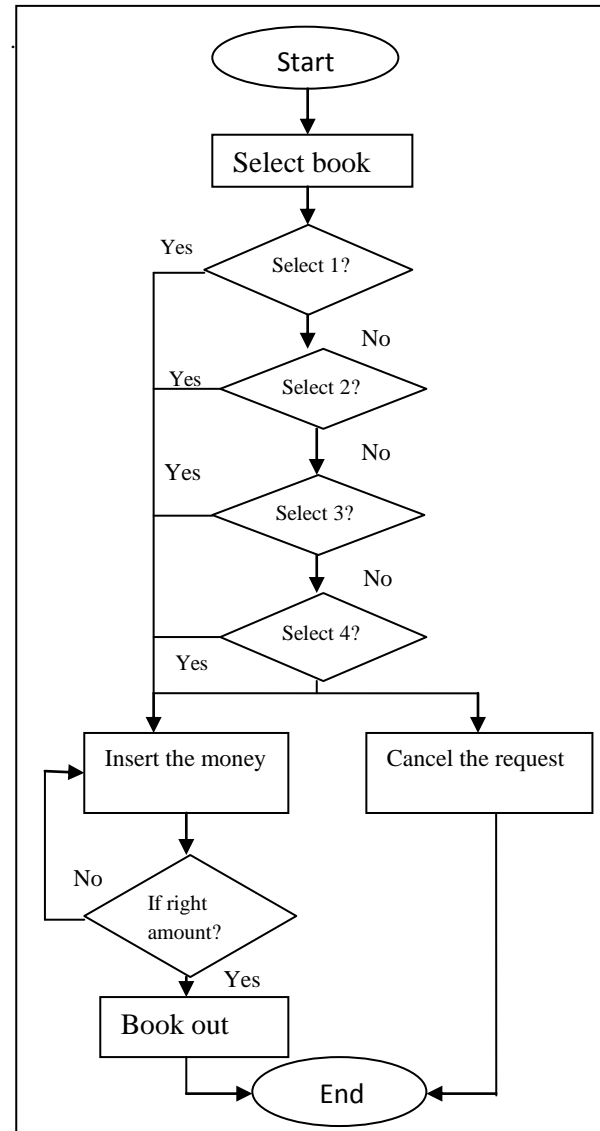 Start
Select book
Yes
Select 1?
No
Yes
Select 2?
No
Yes
Select 3?
No
Select 4?
Yes
Insert the money
Cancel the request
No
If right
amount?
Yes
Book out
End